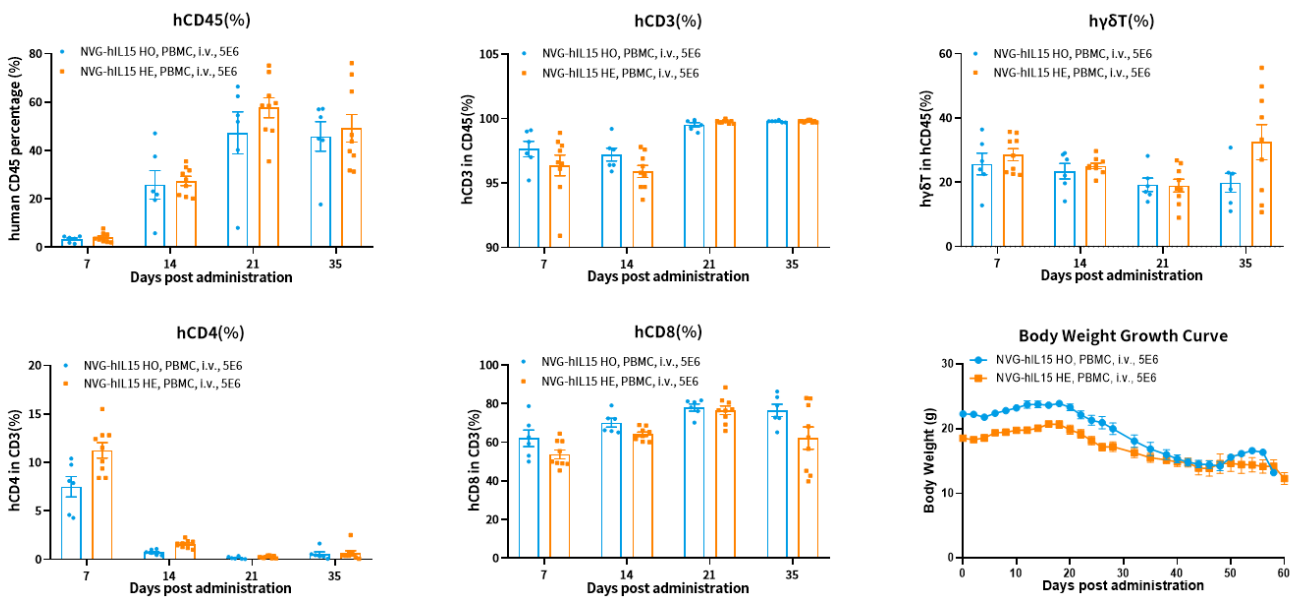 hCD45(%)
human CD45 percentage (%)
80
60
40
20
0
NVG-hIL15 HO, PBMC, i.v., 5E6
NVG-hIL15 HE, PBMC, i.v., 5E6
7 14 21 35
Days post administration
hCD3(%)
hCD3 in CD45(%)
105
100
95
90
NVG-hIL15 HO, PBMC, i.v., 5E6
NVG-hIL15 HE, PBMC, i.v., 5E6
7 14 21 35
Days post administration
hγδT(%)
hγδT in hCD45(%)
60
40
20
0
NVG-hIL15 HO, PBMC, i.v., 5E6
NVG-hIL15 HE, PBMC, i.v., 5E6
7 14 21 35
Days post administration
hCD4(%)
hCD4 in CD3(%)
20
15
10
5
0
NVG-hIL15 HO, PBMC, i.v., 5E6
NVG-hIL15 HE, PBMC, i.v., 5E6
7 14 21 35
Days post administration
hCD8(%)
hCD8 in CD3(%)
100
80
60
40
20
0
NVG-hIL15 HO, PBMC, i.v., 5E6
NVG-hIL15 HE, PBMC, i.v., 5E6
7 14 21 35
Days post administration
Body Weight Growth Curve
Body Weight (g)
30
20
10
0
NVG-hIL15 HO, PBMC, i.v., 5E6
NVG-hIL15 HE, PBMC, i.v., 5E6
0 10 20 30 40 50 60
Days post administration